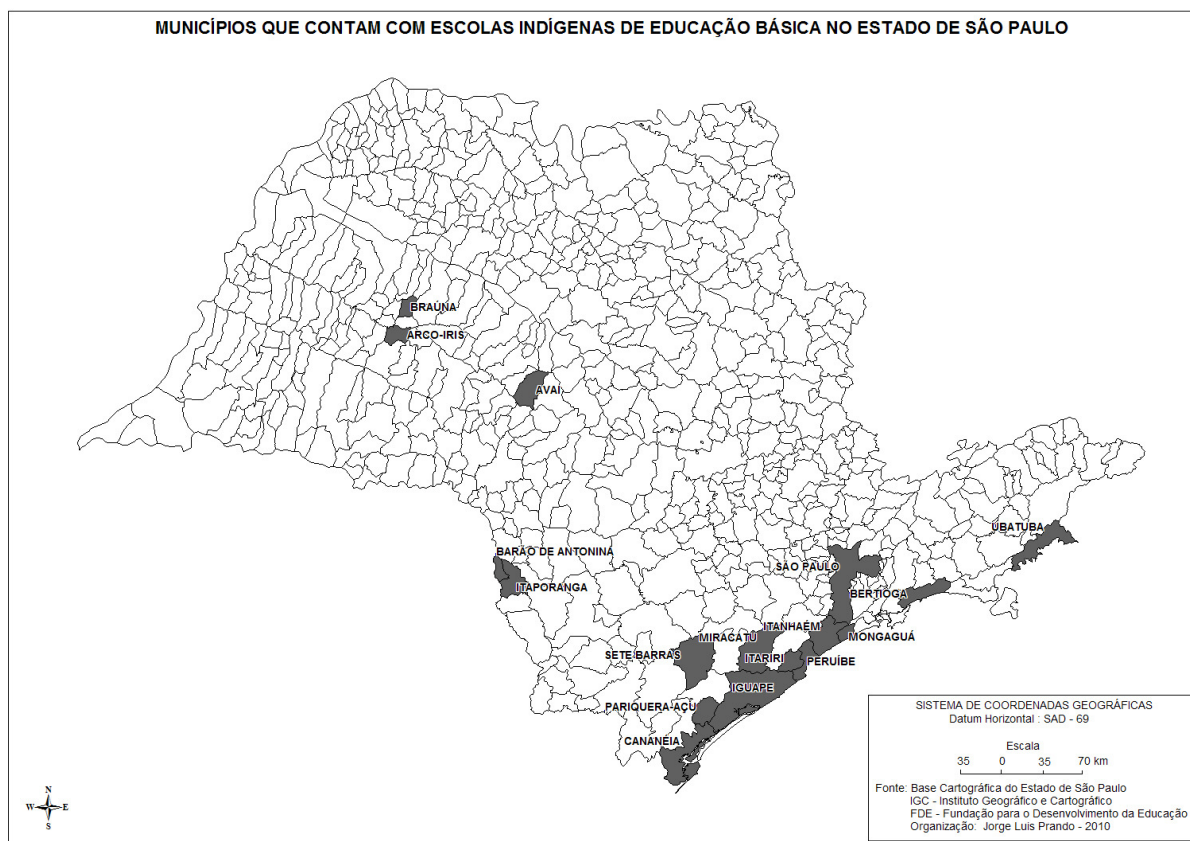 MUNICÍPIOS QUE CONTAM COM ESCOLAS INDÍGENAS DE EDUCAÇÃO BÁSICA NO ESTADO DE SÃO PAULO
BRAÚNA
ARCO-IRIS
AVAÍ
UBATUBA
BARÃO DE ANTONINA
SÃO PAULO
ITAPORANGA
BERTIOGA
ITANHAÉM
MIRACATÚ
MONGAGUÁ
SETE BARRAS
ITARIRI
PERUÍBE
IGUAPE
PARIQUERA-AÇU
CANANÉIA
SISTEMA DE COORDENADAS GEOGRÁFICAS
Datum Horizontal : SAD - 69
Escala
35 0 35 70 km
Fonte: Base Cartográfica do Estado de São Paulo
IGC - Instituto Geográfico e Cartográfico
FDE - Fundação para o Desenvolvimento da Educação
Organização: Jorge Luis Prando - 2010
N
W E
S